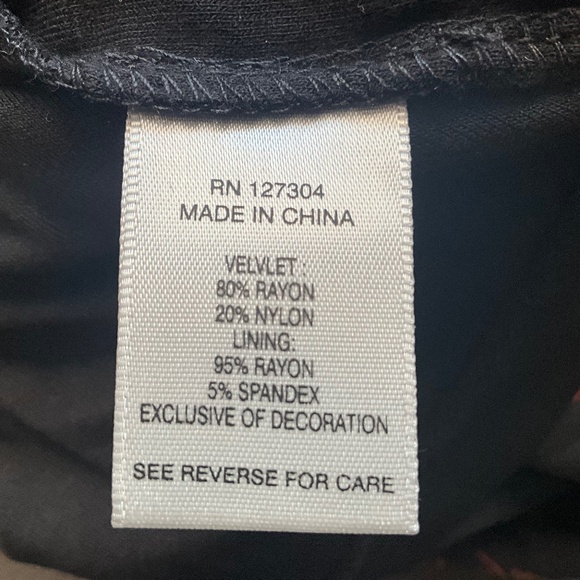 RN 127304
MADE IN CHINA
VELVLET :
80% RAYON
20% NYLON
LINING:
95% RAYON
5% SPANDEX
EXCLUSIVE OF DECORATION
SEE REVERSE FOR CARE